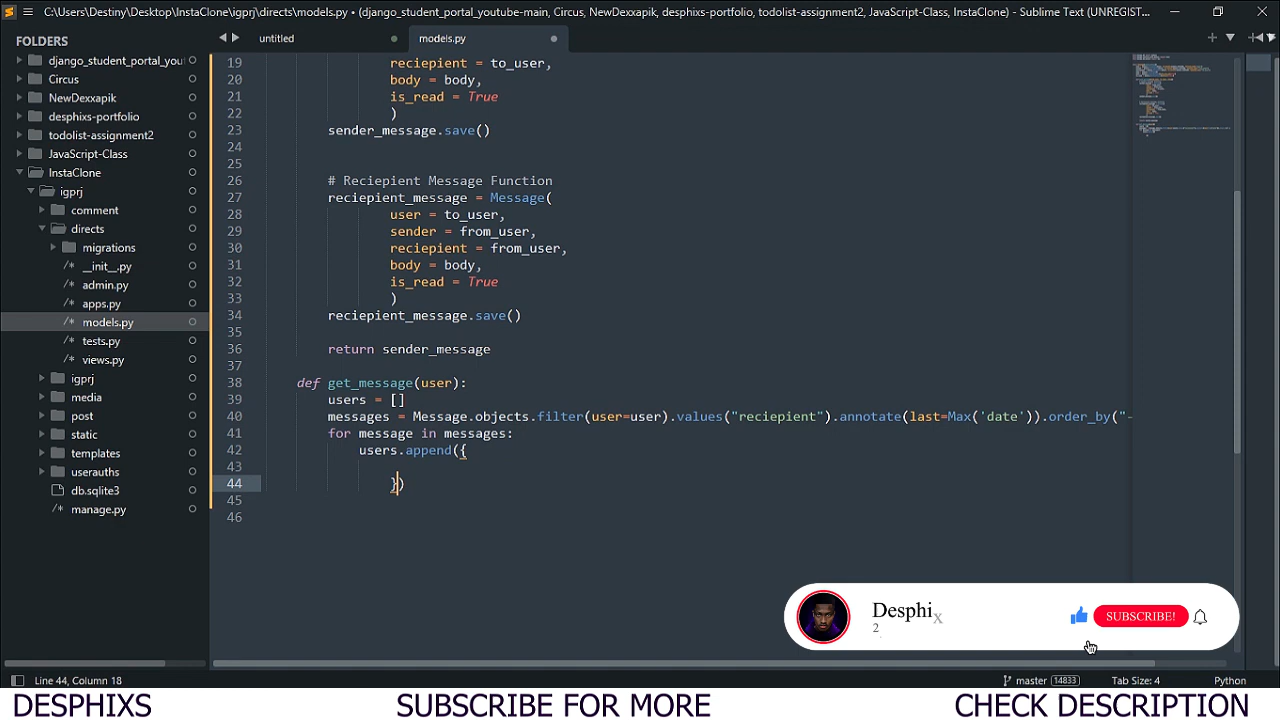 C:\Users\Destiny\Desktop\InstaClone\igprj\directs\models.py • (django_student_portal_youtube-main, Circus, NewDexxapik, desphixs-portfolio, todolist-assignment2, JavaScript-Class, InstaClone) - Sublime Text (UNREGIST...
FOLDERS
django_student_portal_you
Circus
NewDexxapik
desphixs-portfolio
todolist-assignment2
JavaScript-Class
InstaClone
igprj
comment
directs
migrations
/* __init__.py
/* admin.py
/* apps.py
/* models.py
/* tests.py
/* views.py
igprj
media
post
static
templates
userauths
db.sqlite3
/* manage.py
untitled
models.py
19 reciepient = to_user,
20 body = body,
21 is_read = True
22 )
23 sender_message.save()
24
25
26 # Reciepient Message Function
27 reciepient_message = Message(
28 user = to_user,
29 sender = from_user,
30 reciepient = from_user,
31 body = body,
32 is_read = True
33 )
34 reciepient_message.save()
35
36 return sender_message
37
38 def get_message(user):
39 users = []
40 messages = Message.objects.filter(user=user).values("reciepient").annotate(last=Max('date')).order_by("-
41 for message in messages:
42 users.append({
43
44 })
45
46
Desphix
2
SUBSCRIBE!
Line 44, Column 18
master 14833
Tab Size: 4
Python
DESPHIXS
SUBSCRIBE FOR MORE
CHECK DESCRIPTION